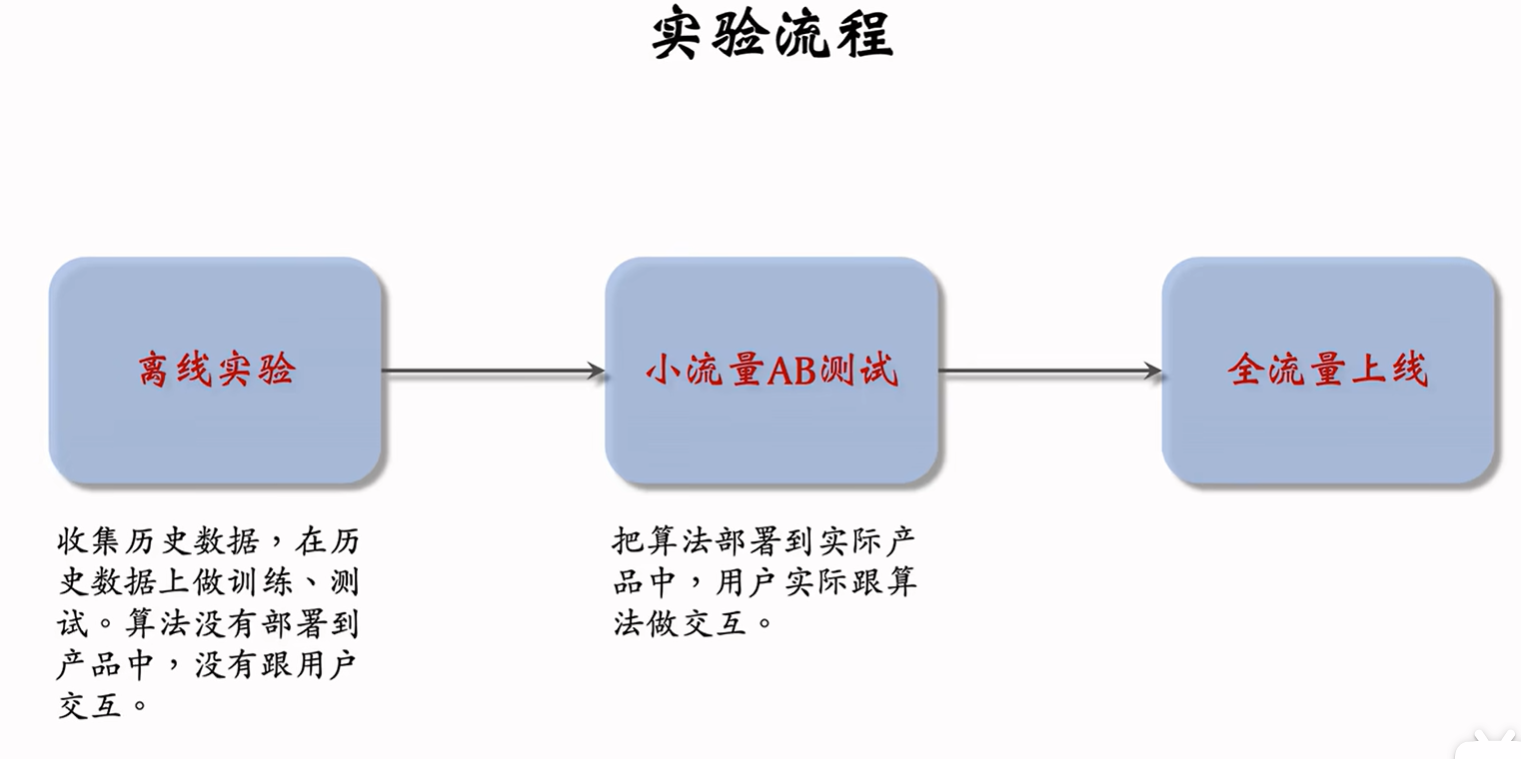 实验流程
离线实验
小流量AB测试
全流量上线
收集历史数据，在历
史数据上做训练、测
试。算法没有部署到
产品中，没有跟用户
交互。
把算法部署到实际产
品中，用户实际跟算
法做交互。